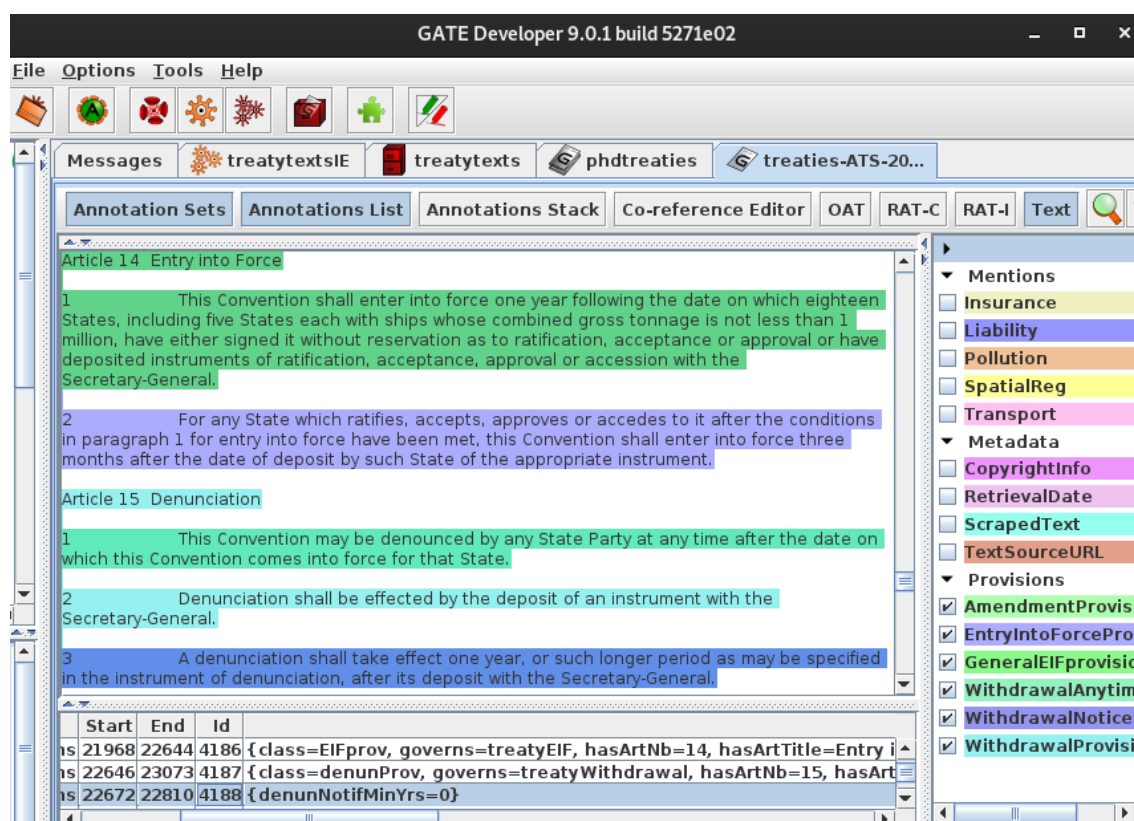 GATE Developer 9.0.1 build 5271e02
File Options Tools Help
Messages treatytextsIE treatytexts phdtreaties treaties-ATS-20...
Annotation Sets Annotations List Annotations Stack Co-reference Editor OAT RAT-C RAT-I Text
Article 14 Entry into Force
1 This Convention shall enter into force one year following the date on which eighteen
States, including five States each with ships whose combined gross tonnage is not less than 1
million, have either signed it without reservation as to ratification, acceptance or approval or have
deposited instruments of ratification, acceptance, approval or accession with the
Secretary-General.
2 For any State which ratifies, accepts, approves or accedes to it after the conditions
in paragraph 1 for entry into force have been met, this Convention shall enter into force three
months after the date of deposit by such State of the appropriate instrument.
Article 15 Denunciation
1 This Convention may be denounced by any State Party at any time after the date on
which this Convention comes into force for that State.
2 Denunciation shall be effected by the deposit of an instrument with the
Secretary-General.
3 A denunciation shall take effect one year, or such longer period as may be specified
in the instrument of denunciation, after its deposit with the Secretary-General.
Mentions
Insurance
Liability
Pollution
SpatialReg
Transport
Metadata
CopyrightInfo
RetrievalDate
ScrapedText
TextSourceURL
Provisions
AmendmentProvis
EntryIntoForcePro
GeneralEIFprovisio
WithdrawalAnytim
WithdrawalNotice
WithdrawalProvisi
Start End Id
ns 21968 22644 4186 {class=EIFprov, governs=treatyEIF, hasArtNb=14, hasArtTitle=Entry i
ns 22646 23073 4187 {class=denunProv, governs=treatyWithdrawal, hasArtNb=15, hasArt
ns 22672 22810 4188 {denunNotifMinYrs=0}